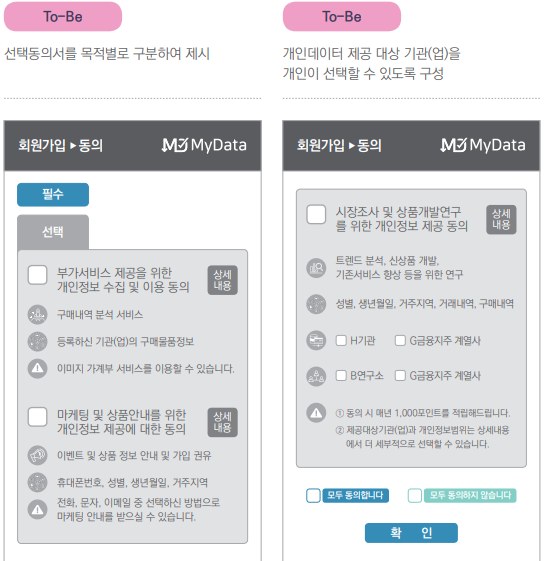 To-Be
선택동의서를 목적별로 구분하여 제시
회원가입 ▸ 동의
MyData
필수
선택
부가서비스 제공을 위한
개인정보 수집 및 이용 동의
상세
내용
구매내역 분석 서비스
등록하신 기관(업)의 구매물품정보
이미지 가계부 서비스를 이용할 수 있습니다.
마케팅 및 상품안내를 위한
개인정보 제공에 대한 동의
상세
내용
이벤트 및 상품 정보 안내 및 가입 권유
휴대폰번호, 성별, 생년월일, 거주지역
전화, 문자, 이메일 중 선택하신 방법으로
마케팅 안내를 받으실 수 있습니다.
To-Be
개인데이터 제공 대상 기관(업)을
개인이 선택할 수 있도록 구성
회원가입 ▸ 동의
MyData
시장조사 및 상품개발연구
를 위한 개인정보 제공 동의
상세
내용
트렌드 분석, 신상품 개발,
기존서비스 향상 등을 위한 연구
성별, 생년월일, 거주지역, 거래내역, 구매내역
H기관 G금융지주 계열사
B연구소 G금융지주 계열사
① 동의 시 매년 1,000포인트를 적립해드립니다.
② 제공대상기관(업)과 개인정보범위는 상세내용
에서 더 세부적으로 선택할 수 있습니다.
모두 동의합니다 모두 동의하지 않습니다
확 인